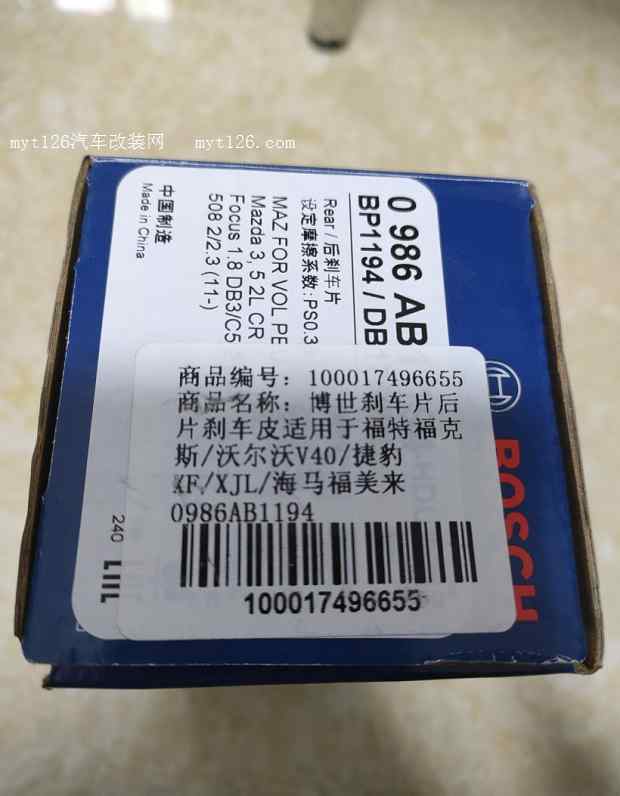 myt126汽车改装网 myt126.com
0 986 AB
BP1194 / DB
Rear / 后刹车片
设定摩擦系数:PS0.3
MAZ FOR VOL PE
Mazda 3, 5 2L CR
Focus 1.8 DB3/C5
508 2/2.3 (11-)
中国制造
Made in China
BOSCH
240
商品编号: 100017496655
商品名称: 博世刹车片后
片刹车皮适用于福特福克
斯/沃尔沃V40/捷豹
XF/XJL/海马福美来
0986AB1194
100017496655